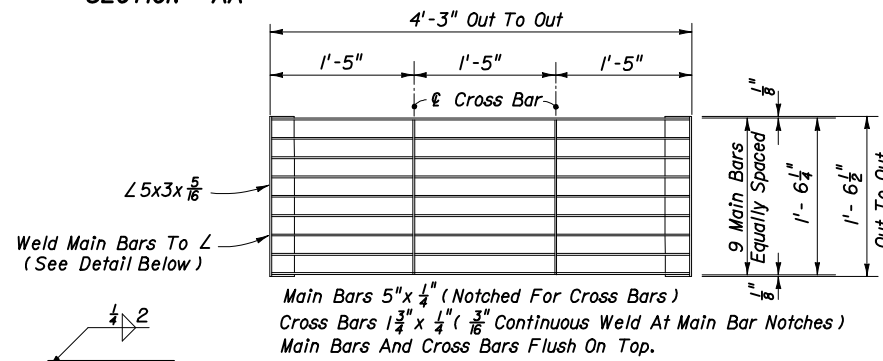 SECTION AA
4'-3" Out To Out
1'-5" 1'-5" 1'-5"
℄ Cross Bar
∠5x3x 5/16
Weld Main Bars To ∠
(See Detail Below)
1/8"
9 Main Bars
Equally Spaced
1'-6 1/4"
1'-6 1/2"
Out To Out
1/8"
Main Bars 5"x 1/4" (Notched For Cross Bars)
Cross Bars 1 3/4" x 1/4" ( 3/16" Continuous Weld At Main Bar Notches)
Main Bars And Cross Bars Flush On Top.
1/4 2